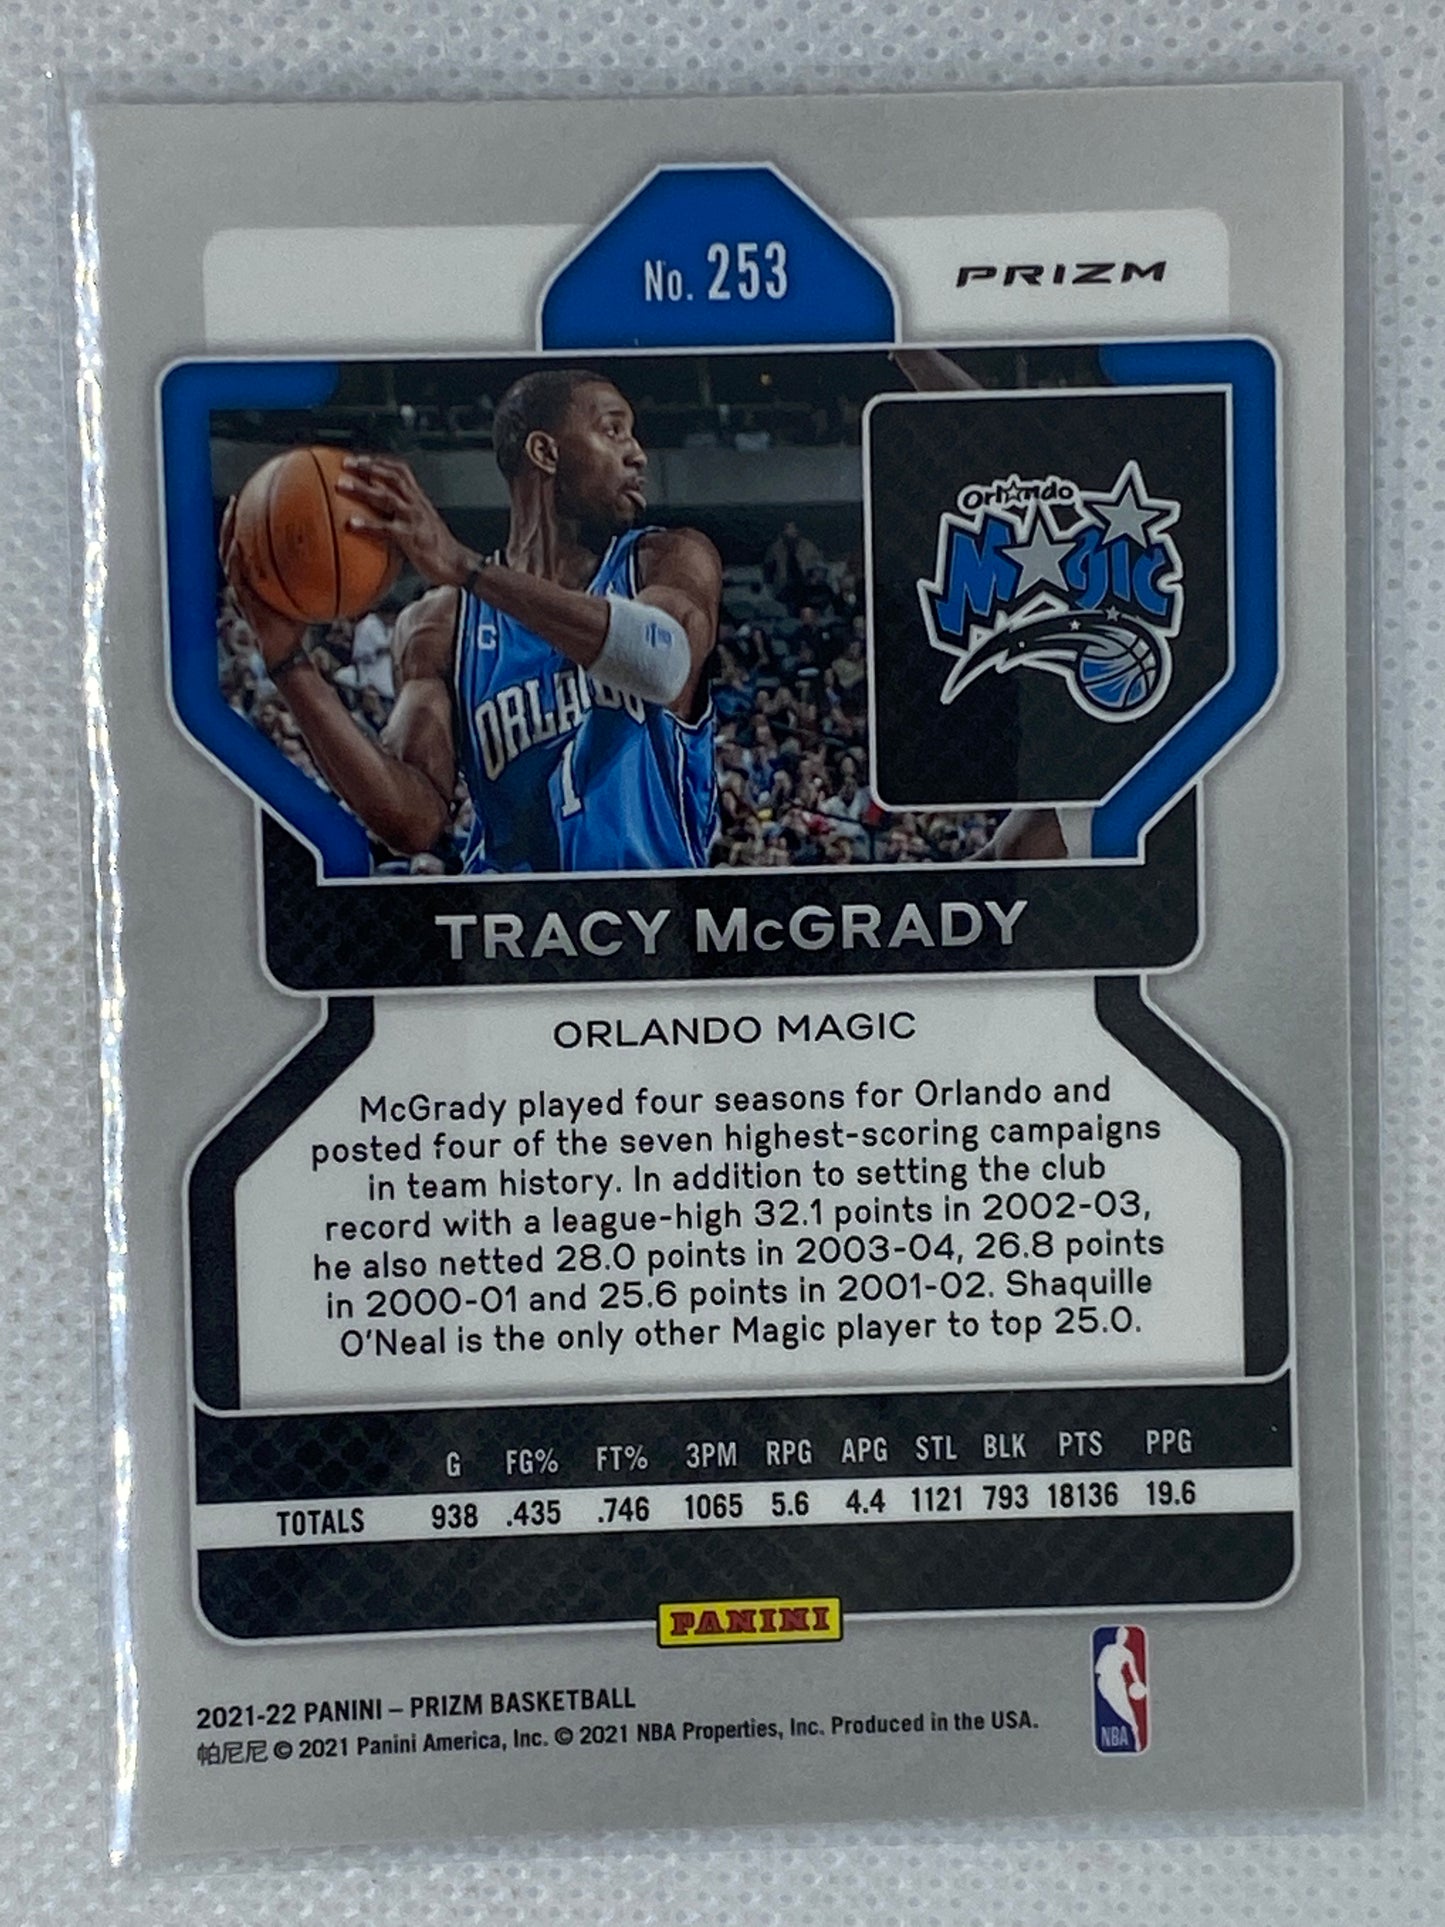 No. 253
PRIZM
Orlando
Magic
C
ORLANDO
1
TRACY McGRADY
ORLANDO MAGIC
McGrady played four seasons for Orlando and
posted four of the seven highest-scoring campaigns
in team history. In addition to setting the club
record with a league-high 32.1 points in 2002-03,
he also netted 28.0 points in 2003-04, 26.8 points
in 2000-01 and 25.6 points in 2001-02. Shaquille
O'Neal is the only other Magic player to top 25.0.
G FG% FT% 3PM RPG APG STL BLK PTS PPG
TOTALS 938 .435 .746 1065 5.6 4.4 1121 793 18136 19.6
PANINI
2021-22 PANINI – PRIZM BASKETBALL
帕尼尼 © 2021 Panini America, Inc. © 2021 NBA Properties, Inc. Produced in the USA.
NBA